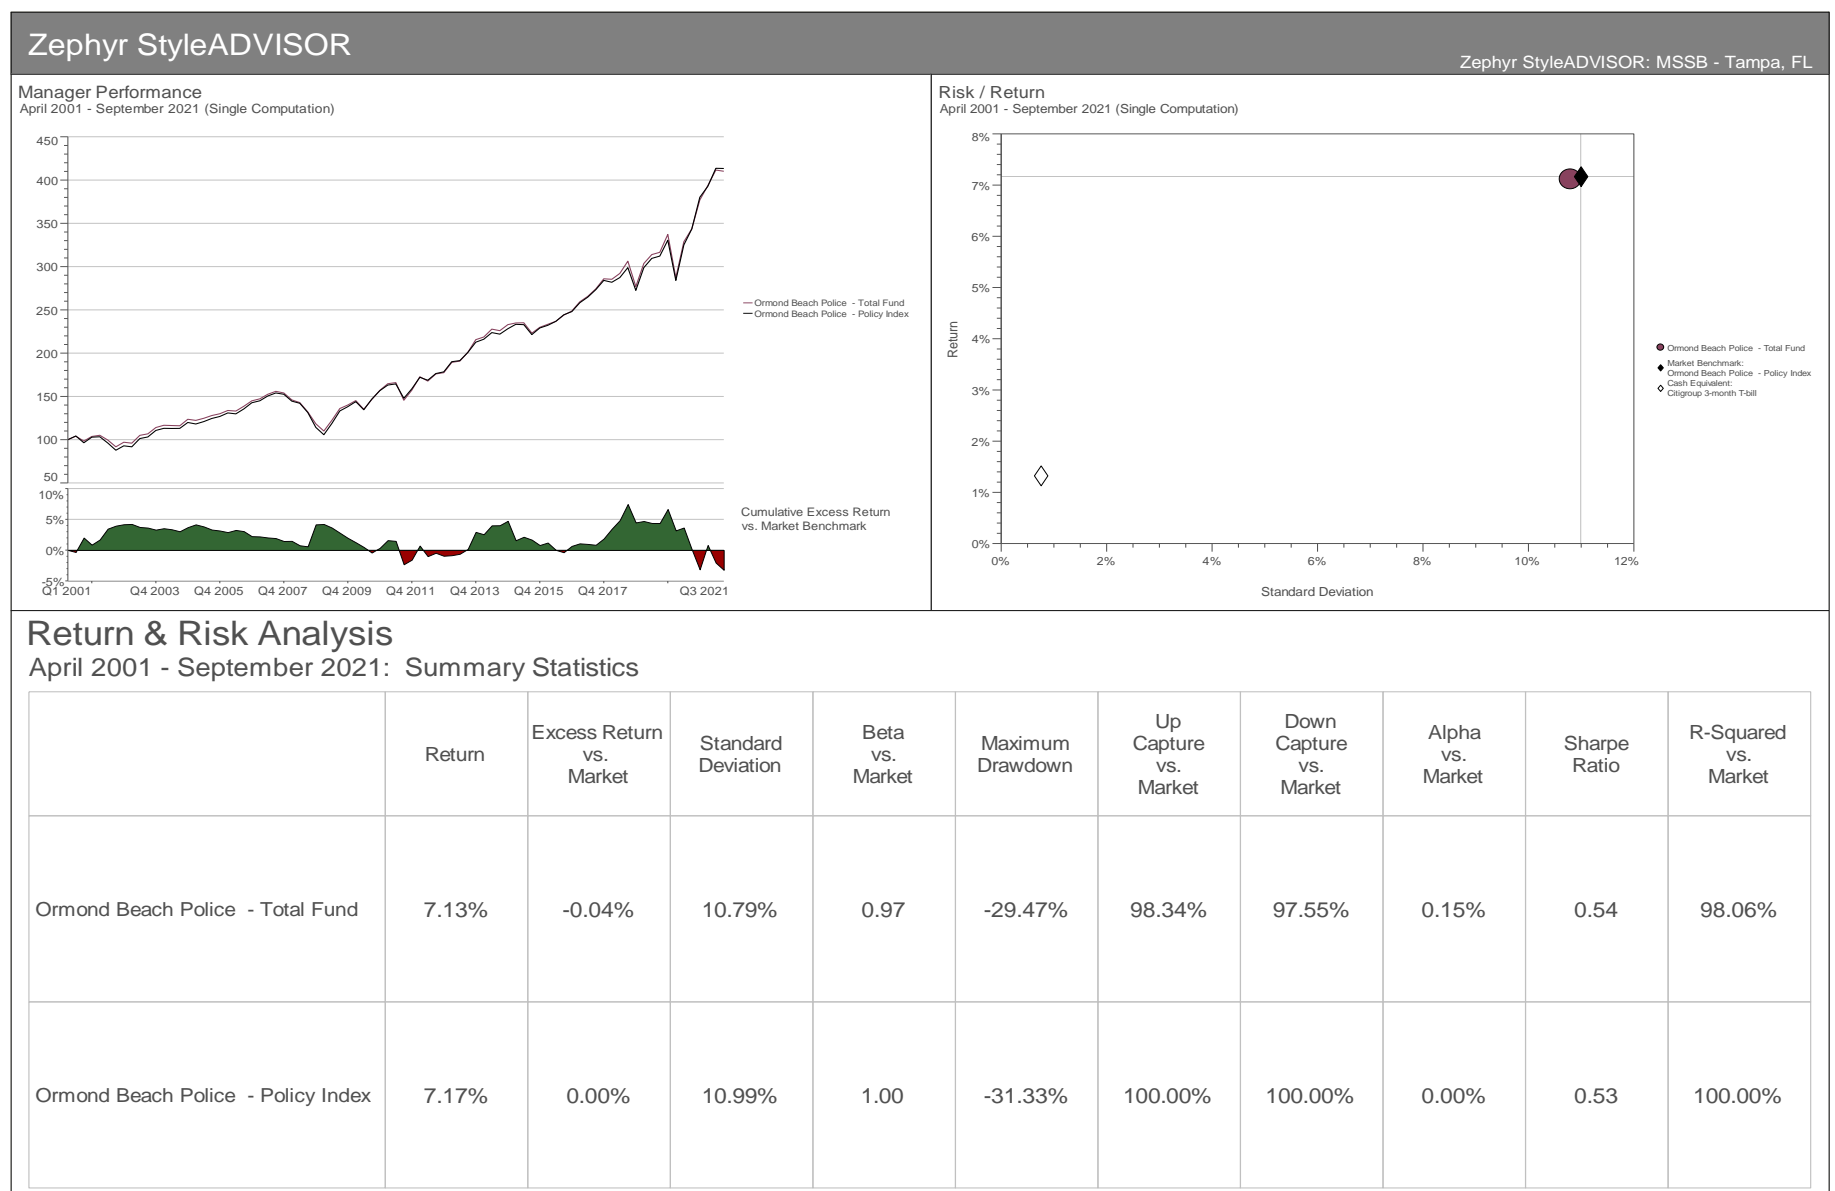 Zephyr StyleADVISOR
Zephyr StyleADVISOR: MSSB - Tampa, FL
Manager Performance
April 2001 - September 2021 (Single Computation)
450
400
350
300
250
200
150
100
50
Ormond Beach Police - Total Fund
Ormond Beach Police - Policy Index
10%
5%
0%
-5%
Cumulative Excess Return
vs. Market Benchmark
Q1 2001
Q4 2003
Q4 2005
Q4 2007
Q4 2009
Q4 2011
Q4 2013
Q4 2015
Q4 2017
Q3 2021
Risk / Return
April 2001 - September 2021 (Single Computation)
Return
8%
7%
6%
5%
4%
3%
2%
1%
0%
0%
2%
4%
6%
8%
10%
12%
Standard Deviation
Ormond Beach Police - Total Fund
Market Benchmark:
Ormond Beach Police - Policy Index
Cash Equivalent:
Citigroup 3-month T-bill
Return & Risk Analysis
April 2001 - September 2021: Summary Statistics
Return
Excess Return
vs.
Market
Standard
Deviation
Beta
vs.
Market
Maximum
Drawdown
Up
Capture
vs.
Market
Down
Capture
vs.
Market
Alpha
vs.
Market
Sharpe
Ratio
R-Squared
vs.
Market
Ormond Beach Police - Total Fund 7.13% -0.04% 10.79% 0.97 -29.47% 98.34% 97.55% 0.15% 0.54 98.06%
Ormond Beach Police - Policy Index 7.17% 0.00% 10.99% 1.00 -31.33% 100.00% 100.00% 0.00% 0.53 100.00%